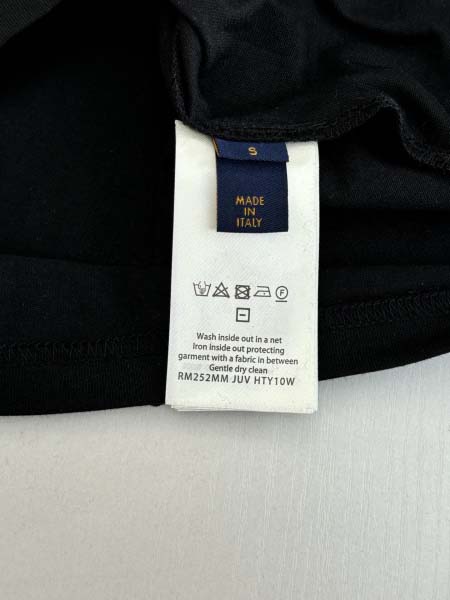 S
MADE
IN
ITALY
Wash inside out in a net
Iron inside out protecting
garment with a fabric in between
Gentle dry clean
RM252MM JUV HTY10W